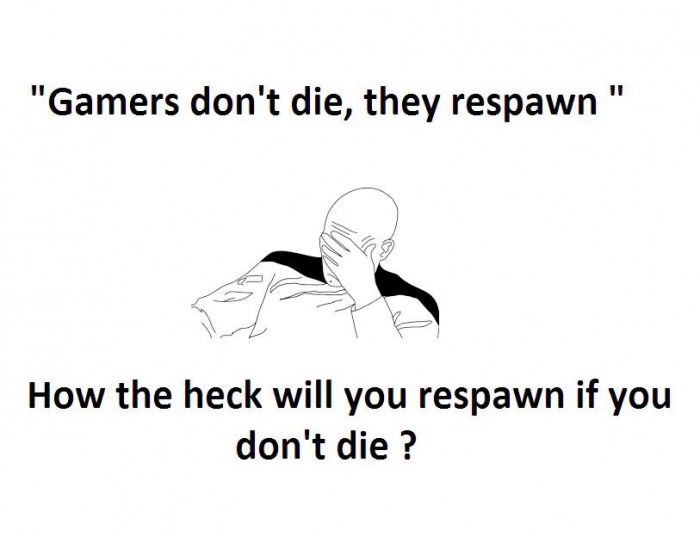 "Gamers don't die, they respawn "
How the heck will you respawn if you
don't die ?